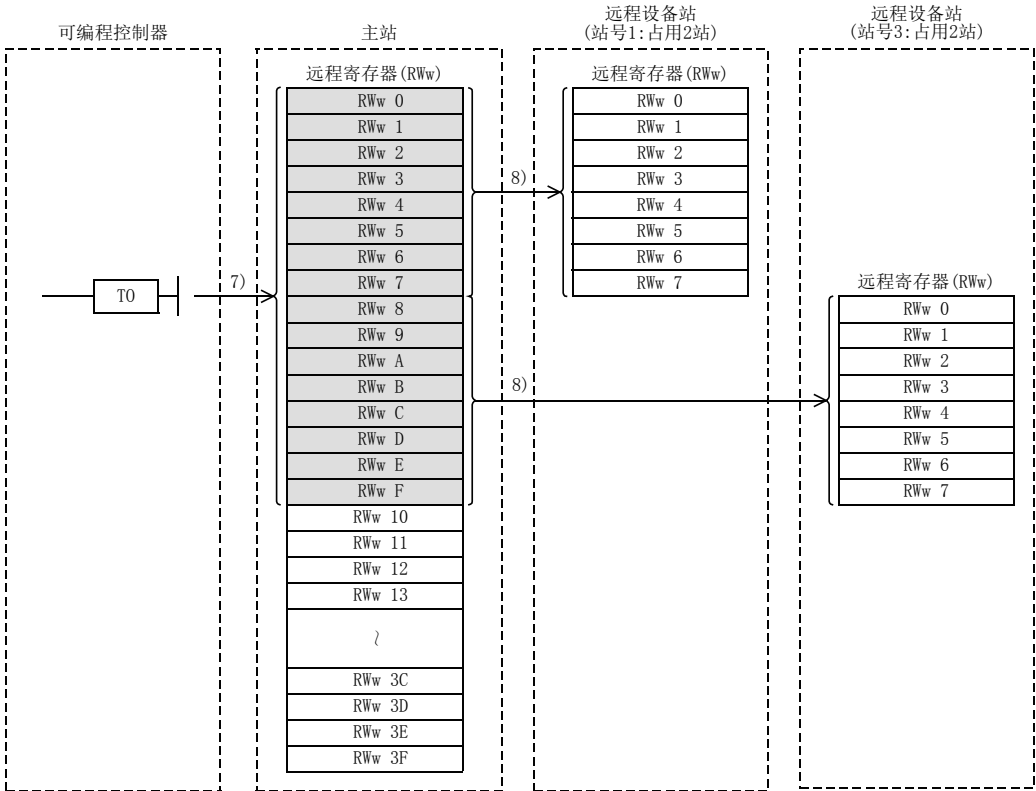 可编程控制器
主站
远程设备站
(站号1:占用2站)
远程设备站
(站号3:占用2站)
远程寄存器(RWw)
RWw 0
RWw 1
RWw 2
RWw 3
RWw 4
RWw 5
RWw 6
RWw 7
RWw 8
RWw 9
RWw A
RWw B
RWw C
RWw D
RWw E
RWw F
RWw 10
RWw 11
RWw 12
RWw 13
~
RWw 3C
RWw 3D
RWw 3E
RWw 3F
TO
7)
8)
8)
远程寄存器(RWw)
RWw 0
RWw 1
RWw 2
RWw 3
RWw 4
RWw 5
RWw 6
RWw 7
远程寄存器(RWw)
RWw 0
RWw 1
RWw 2
RWw 3
RWw 4
RWw 5
RWw 6
RWw 7